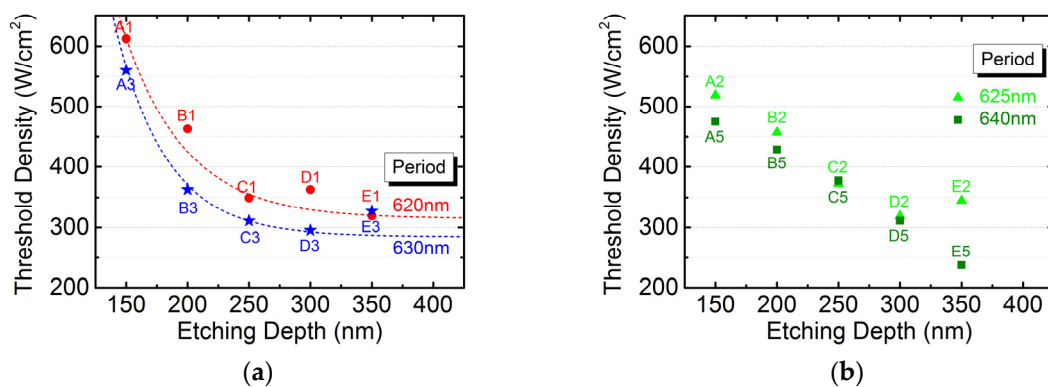 Threshold Density (W/cm²)
600
500
400
300
200
A1
A3
B1
B3
C1
C3
D1
D3
E1
E3
Period
620nm
630nm
150 200 250 300 350 400
Etching Depth (nm)
(a)
Threshold Density (W/cm²)
600
500
400
300
200
Period
625nm
640nm
A2
A5
B2
B5
C2
C5
D2
D5
E2
E5
150 200 250 300 350 400
Etching Depth (nm)
(b)